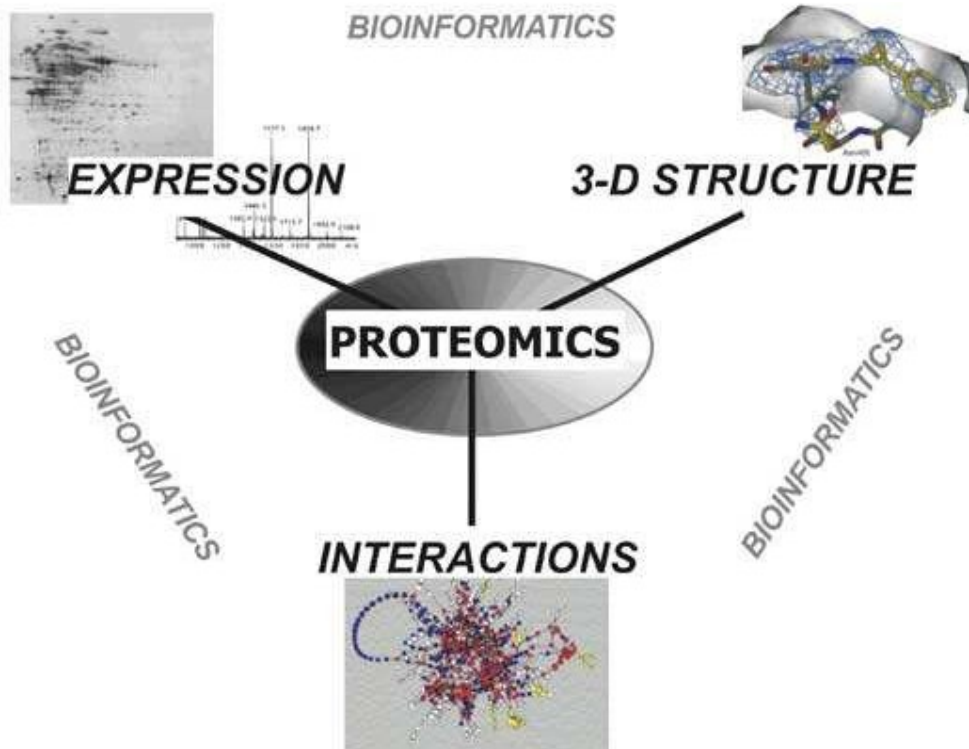 BIOINFORMATICS
EXPRESSION
3-D STRUCTURE
PROTEOMICS
BIOINFORMATICS
BIOINFORMATICS
INTERACTIONS